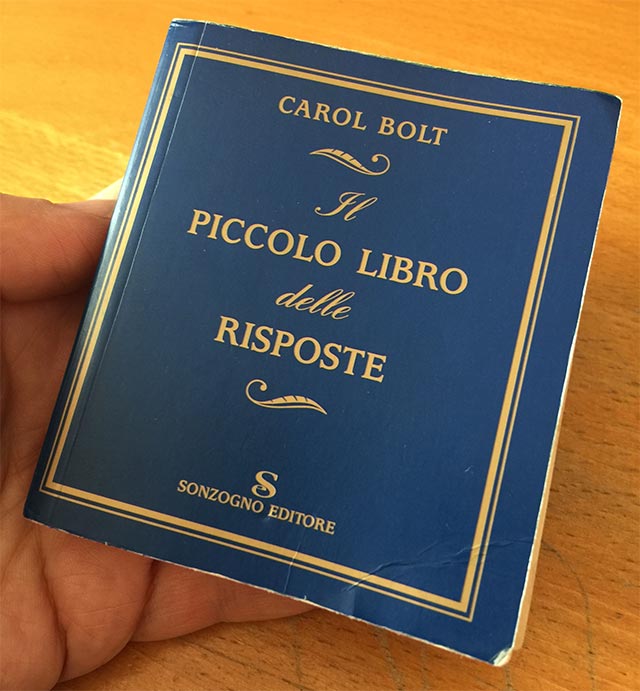 CAROL BOLT
Il
PICCOLO LIBRO
delle
RISPOSTE
S
SONZOGNO EDITORE